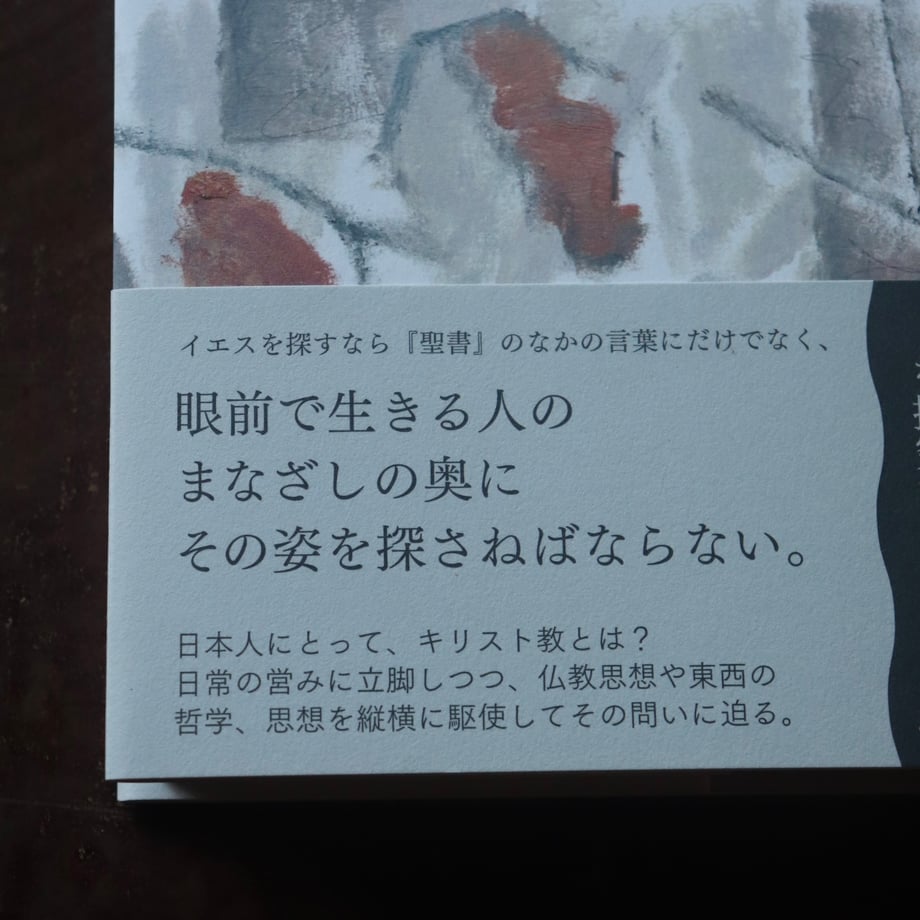 イエスを探すなら『聖書』のなかの言葉にだけでなく、
眼前で生きる人の
まなざしの奥に
その姿を探さねばならない。
日本人にとって、キリスト教とは？
日常の営みに立脚しつつ、仏教思想や東西の
哲学、思想を縦横に駆使してその問いに迫る。